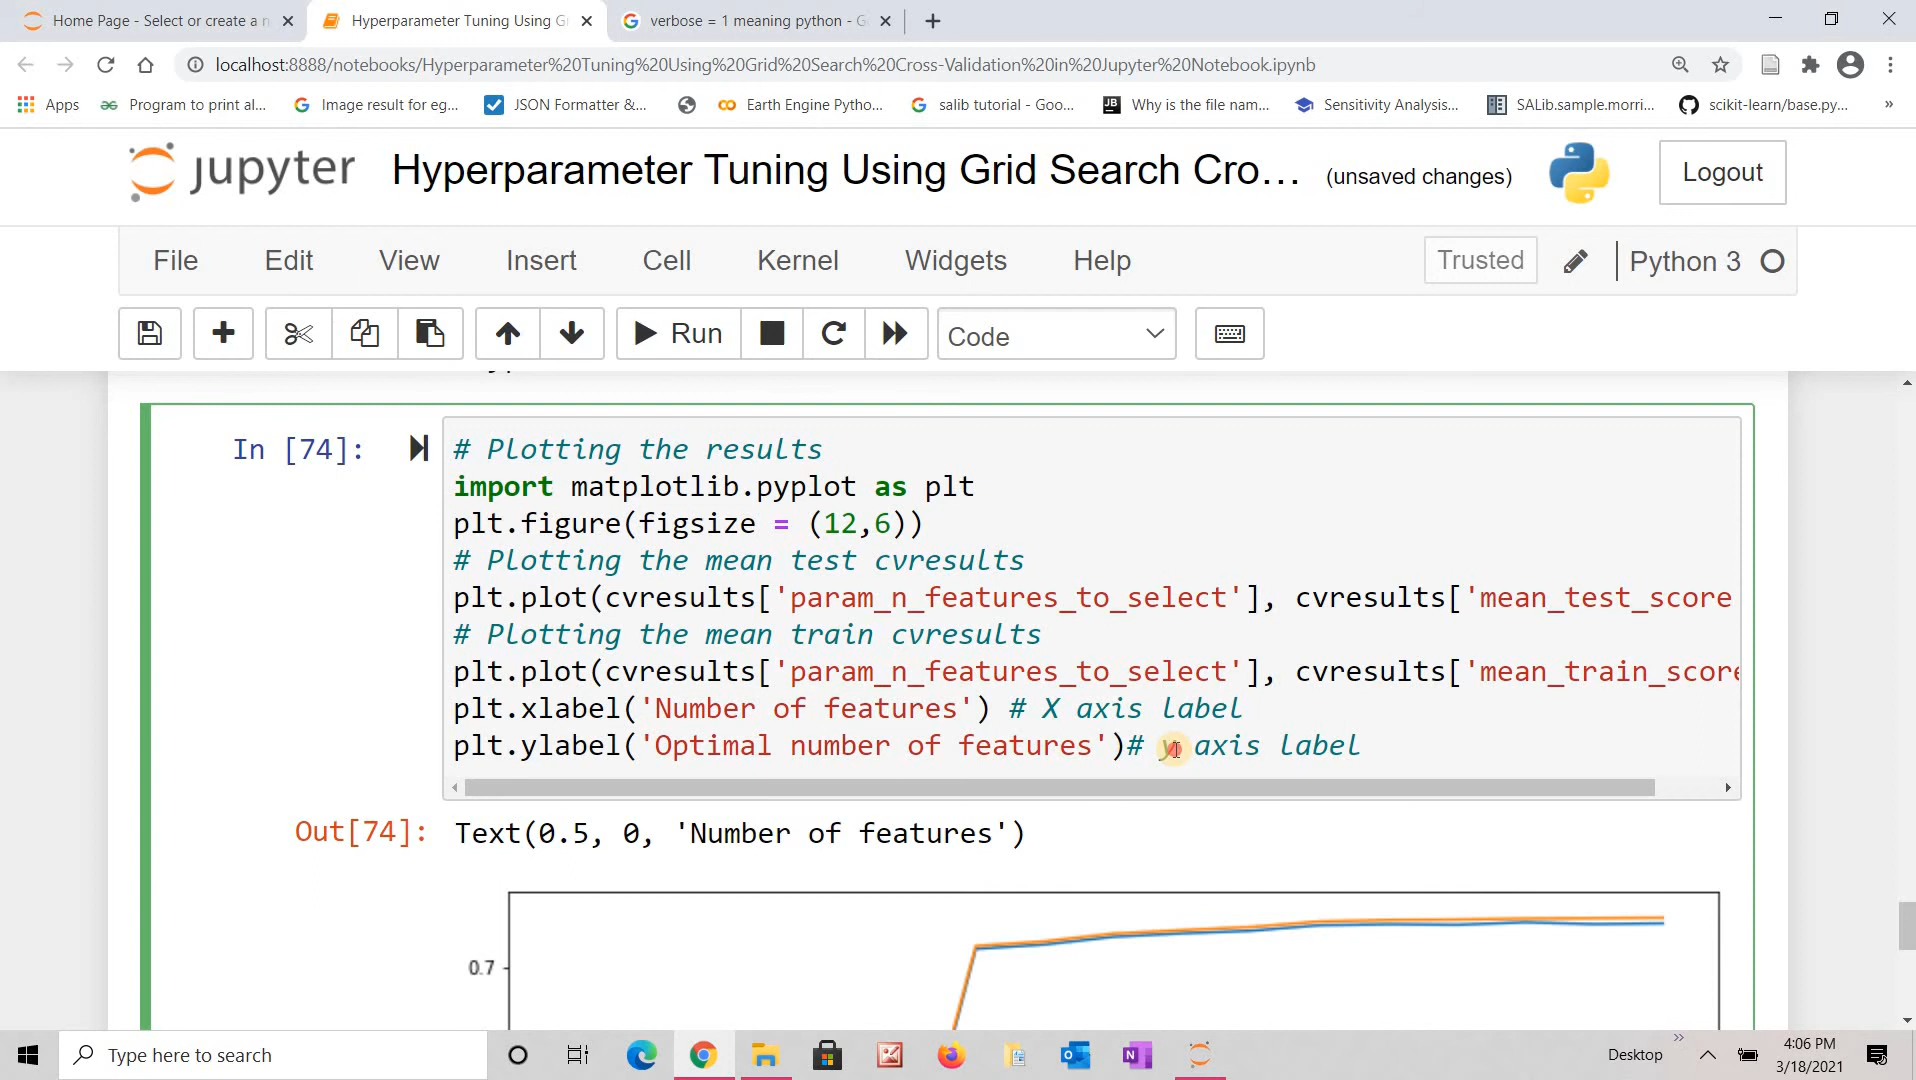 Home Page - Select or create a n
Hyperparameter Tuning Using G
verbose = 1 meaning python - G
localhost:8888/notebooks/Hyperparameter%20Tuning%20Using%20Grid%20Search%20Cross-Validation%20in%20Jupyter%20Notebook.ipynb
Apps
Program to print al...
Image result for eg...
JSON Formatter &...
Earth Engine Pytho...
salib tutorial - Goo...
Why is the file nam...
Sensitivity Analysis...
SALib.sample.morri...
scikit-learn/base.py...
»
jupyter
Hyperparameter Tuning Using Grid Search Cro...
(unsaved changes)
Logout
File
Edit
View
Insert
Cell
Kernel
Widgets
Help
Trusted
Python 3
Run
Code
In [74]:
# Plotting the results
import matplotlib.pyplot as plt
plt.figure(figsize = (12,6))
# Plotting the mean test cvresults
plt.plot(cvresults['param_n_features_to_select'], cvresults['mean_test_score
# Plotting the mean train cvresults
plt.plot(cvresults['param_n_features_to_select'], cvresults['mean_train_score
plt.xlabel('Number of features') # X axis label
plt.ylabel('Optimal number of features')# y axis label
Out[74]:
Text(0.5, 0, 'Number of features')
0.7
Type here to search
Desktop
»
4:06 PM
3/18/2021